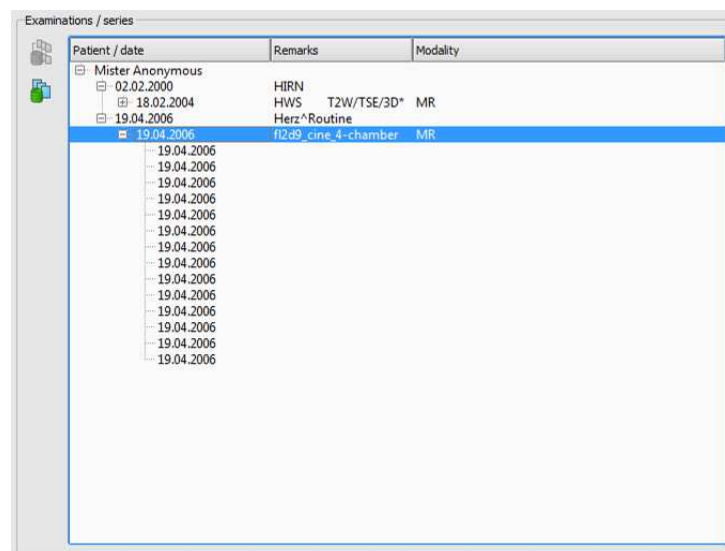 Examinations / series
Patient / date Remarks Modality
Mister Anonymous
02.02.2000 HIRN
18.02.2004 HWS T2W/TSE/3D* MR
19.04.2006 Herz^Routine
19.04.2006 fl2d9_cine_4-chamber MR
19.04.2006
19.04.2006
19.04.2006
19.04.2006
19.04.2006
19.04.2006
19.04.2006
19.04.2006
19.04.2006
19.04.2006
19.04.2006
19.04.2006
19.04.2006
19.04.2006